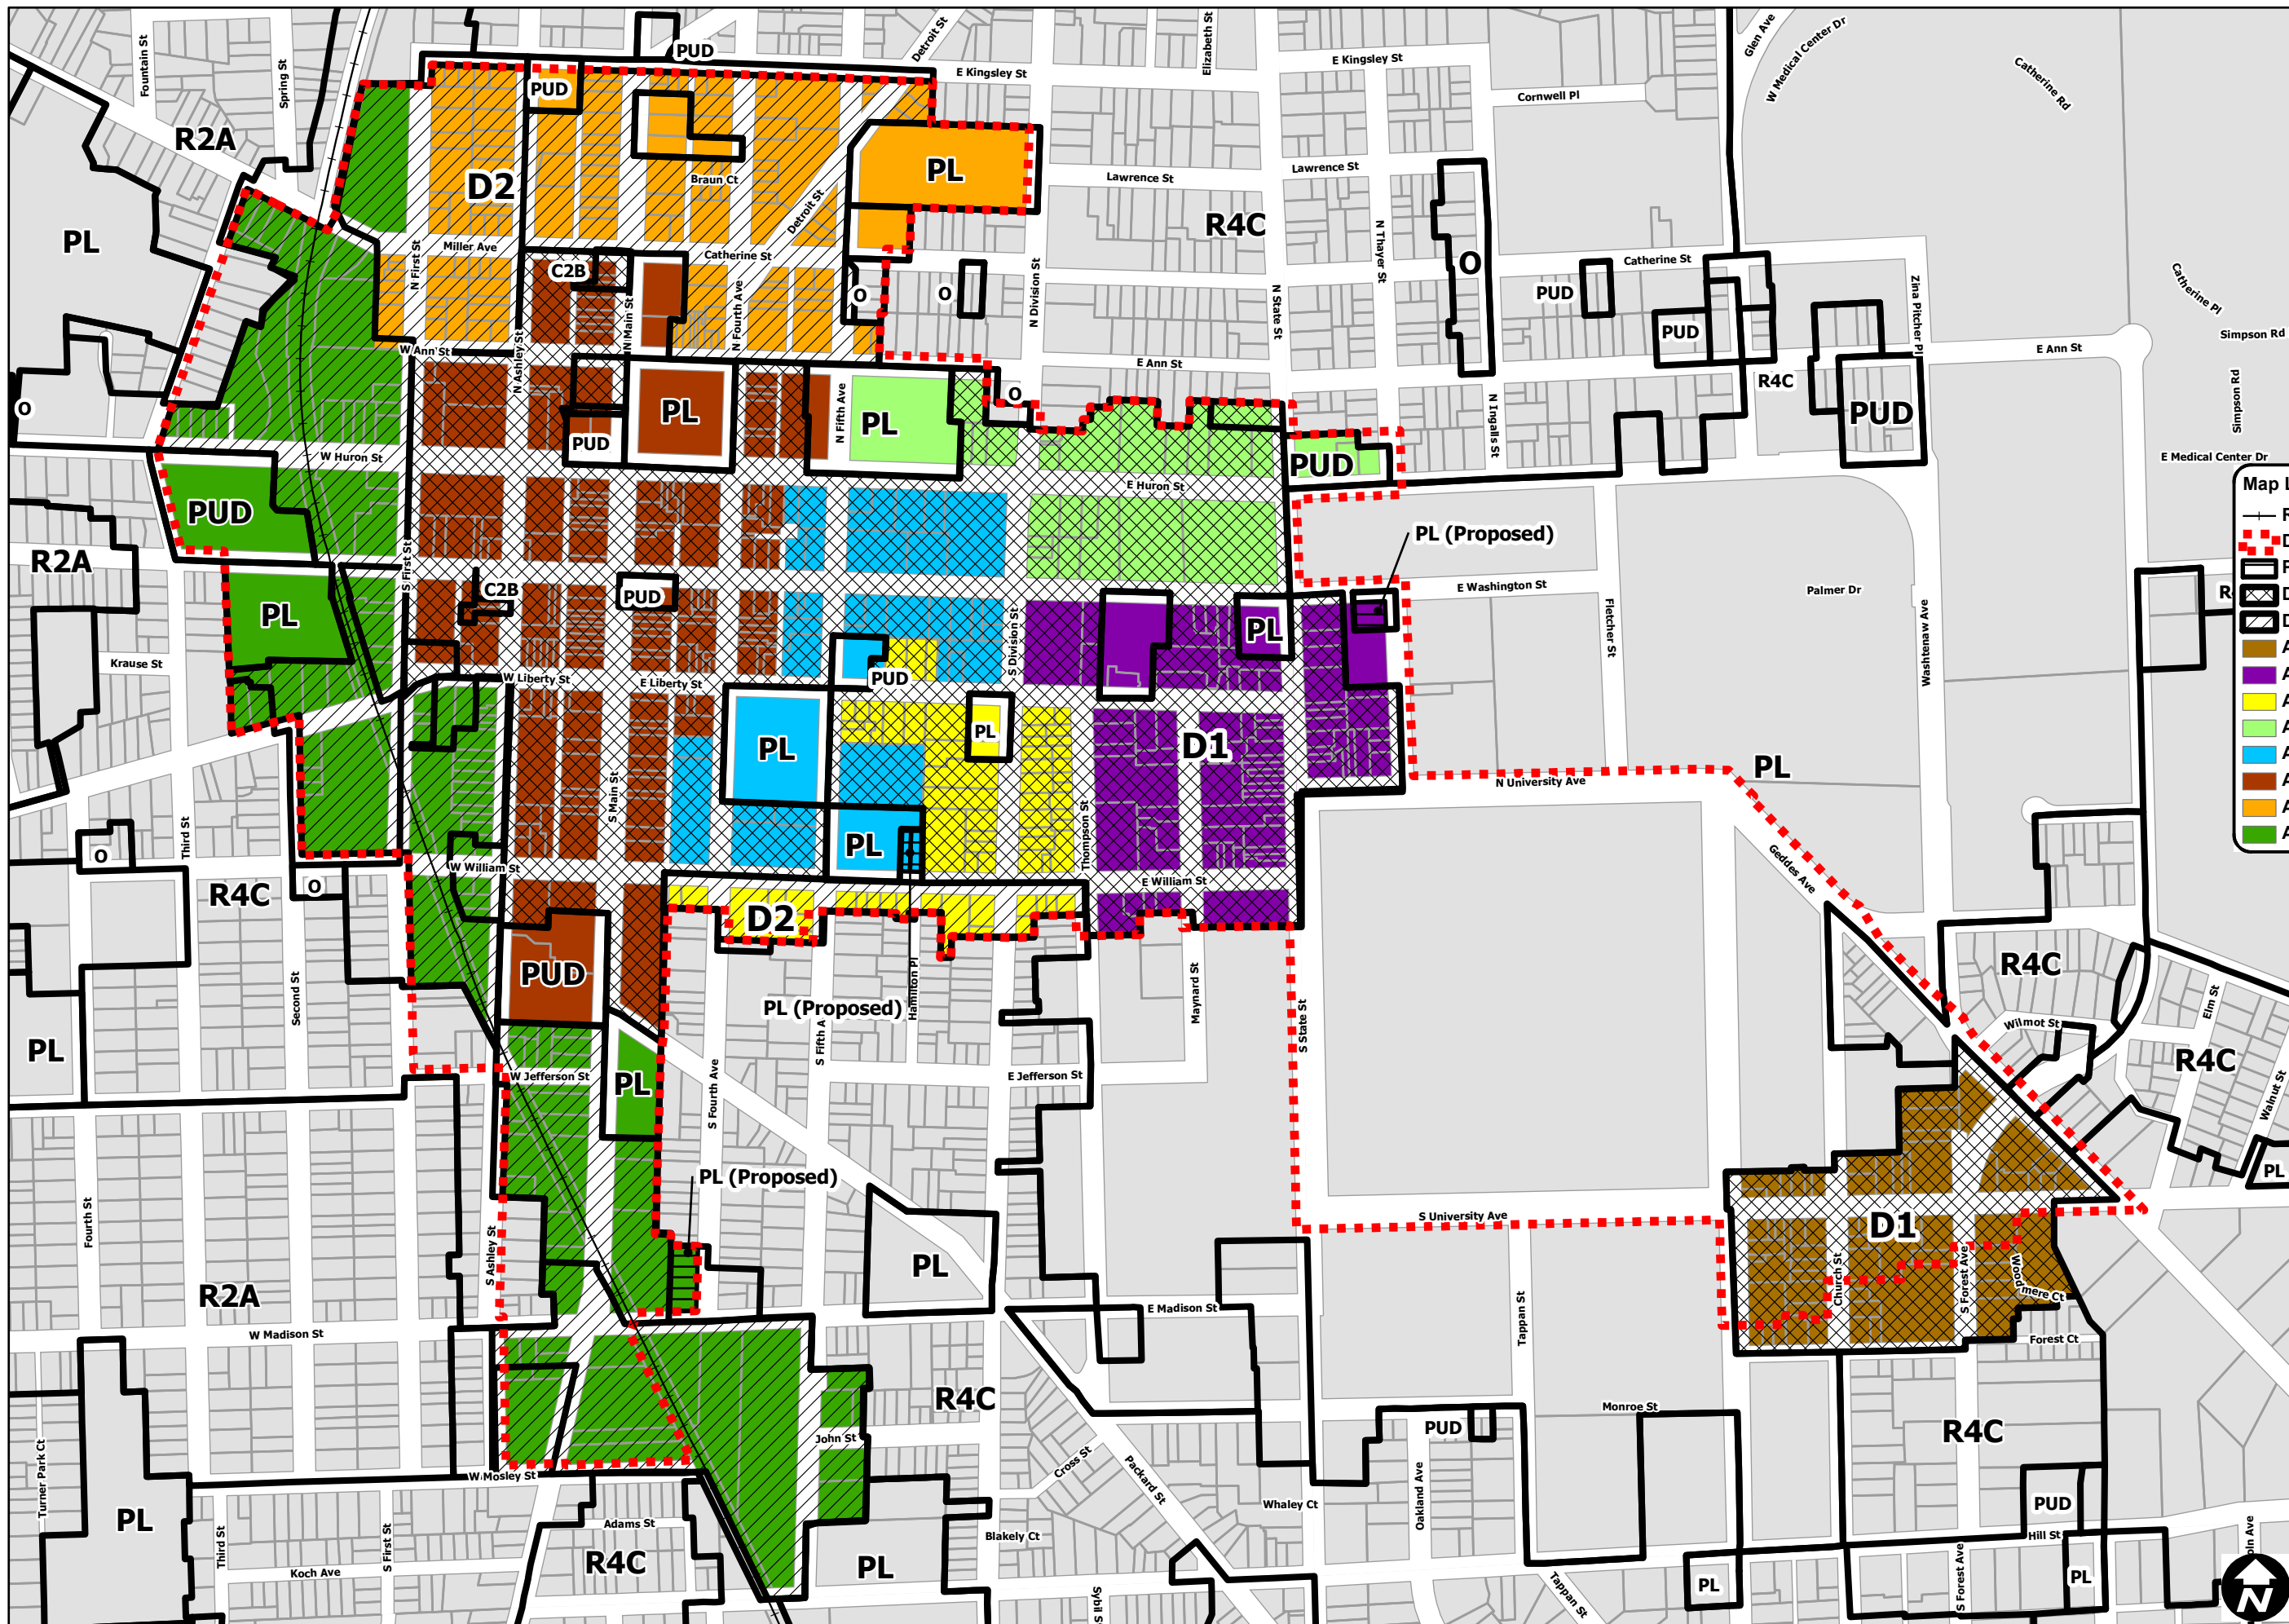 Fountain St
Spring St
PUD
Detroit St
E Kingsley St
Elizabeth St
E Kingsley St
Glen Ave
W Medical Center Dr
Catherine Rd
PUD
Cornwell Pl
R2A
D2
PL
Braun Ct
Lawrence St
Lawrence St
Detroit St
R4C
N Thayer St
PL
N First St
Miller Ave
Catherine St
C2B
O
O
N Division St
N State St
O
Catherine St
PUD
PUD
Zina Pitcher Pl
Catherine Pl
Simpson Rd
N Main St
N Fourth Ave
N Ashley St
W Ann St
E Ann St
E Ann St
R4C
Simpson Rd
O
O
PL
N Fifth Ave
PL
N Ingalls St
PUD
PUD
W Huron St
PUD
E Medical Center Dr
PUD
E Huron St
Map L
R
D
P
D
D
A
A
A
A
A
A
A
A
PL (Proposed)
R2A
S First St
C2B
PUD
E Washington St
Palmer Dr
R
PL
PL
Fletcher St
Washtenaw Ave
Krause St
W Liberty St
E Liberty St
PUD
S Division St
PL
PL
D1
S Main St
N University Ave
PL
Third St
O
PL
Thompson St
W William St
E William St
Geddes Ave
R4C
O
D2
R4C
PUD
Second St
PL (Proposed)
Hamilton Pl
Maynard St
S State St
Elm St
Wilmot St
PL
S Fifth A
R4C
W Jefferson St
PL
E Jefferson St
S Fourth Ave
Walnut St
PL (Proposed)
PL
Fourth St
S University Ave
D1
S Ashley St
PL
Church St
S Forest Ave
Woodmere Ct
R2A
E Madison St
Tappan St
W Madison St
Forest Ct
R4C
Monroe St
PUD
R4C
John St
Turner Park Ct
W Mosley St
Cross St
Packard St
Oakland Ave
Whaley Ct
PUD
PL
Third St
S First St
Adams St
Blakely Ct
Hill St
oln Ave
R4C
PL
Koch Ave
Sybil S
Tappan St
PL
S Forest Ave
PL
N